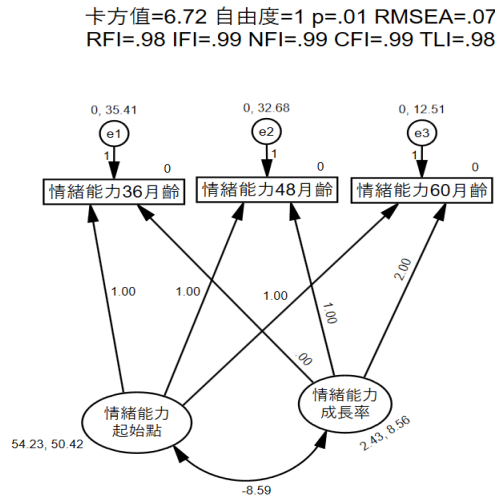 卡方值=6.72 自由度=1 p=.01 RMSEA=.07
RFI=.98 IFI=.99 NFI=.99 CFI=.99 TLI=.98
0, 35.41
e1
1
0
0, 32.68
e2
1
0
0, 12.51
e3
1
0
情緒能力36月齡
情緒能力48月齡
情緒能力60月齡
1.00
1.00
1.00
.00
1.00
2.00
情緒能力
起始點
54.23, 50.42
情緒能力
成長率
2.43, 8.56
-8.59